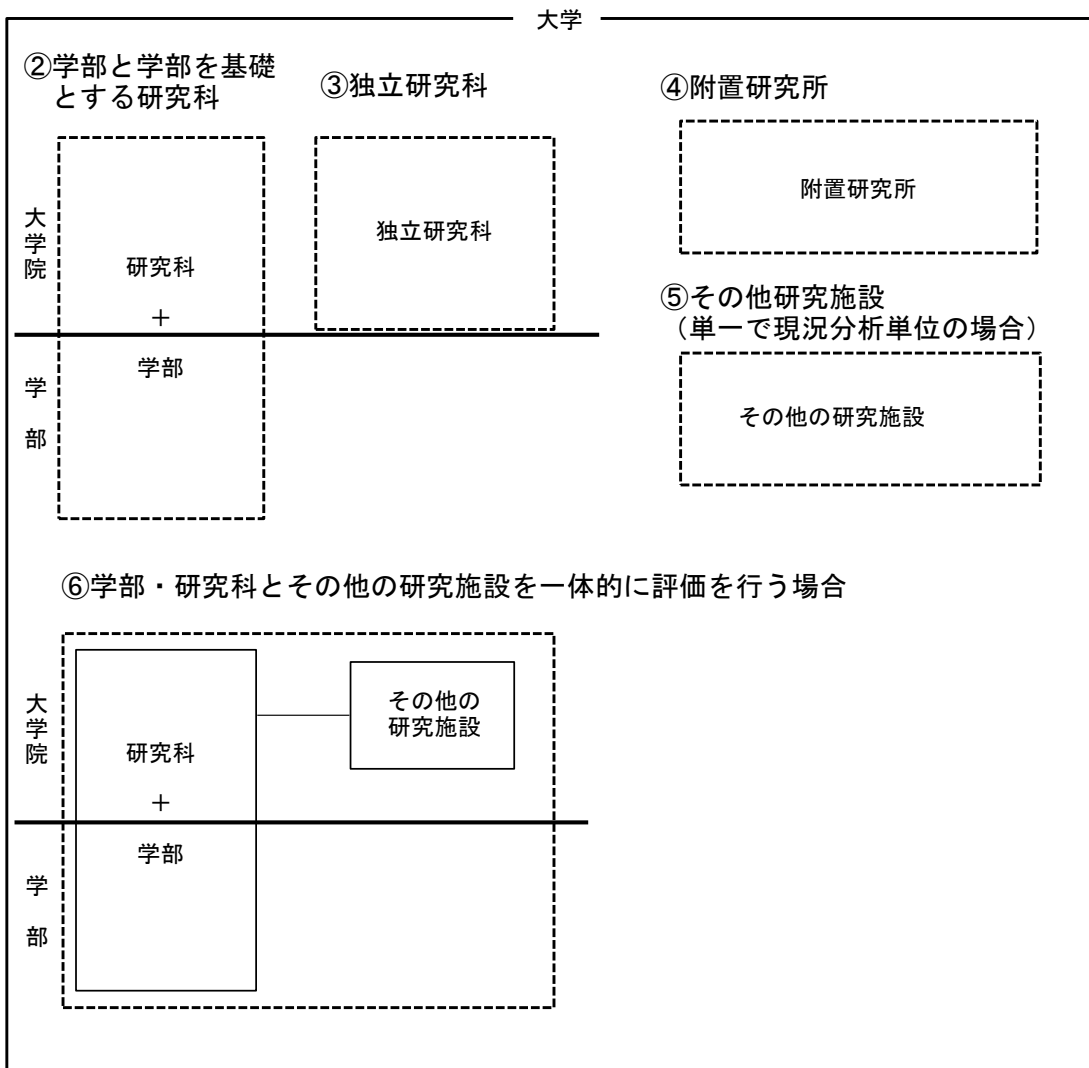 大学
②学部と学部を基礎
とする研究科
③独立研究科
④附置研究所
大学院
研究科
+
学部
学部
独立研究科
附置研究所
⑤その他研究施設
（単一で現況分析単位の場合）
その他の研究施設
⑥学部・研究科とその他の研究施設を一体的に評価を行う場合
大学院
研究科
+
学部
学部
その他の
研究施設